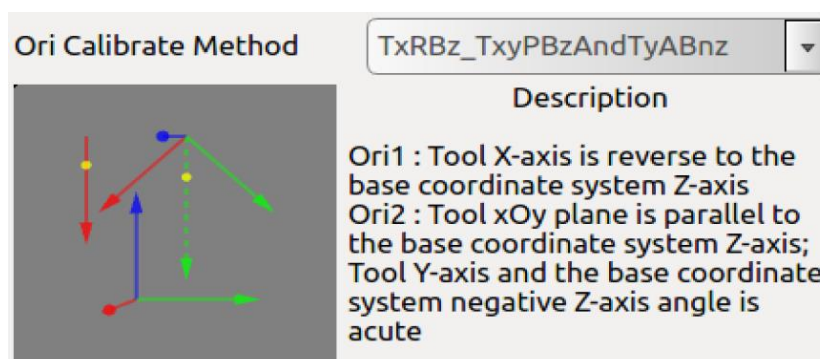 Ori Calibrate Method
TxRBz_TxyPBzAndTyABnz
Description
Ori1 : Tool X-axis is reverse to the
base coordinate system Z-axis
Ori2 : Tool xOy plane is parallel to
the base coordinate system Z-axis;
Tool Y-axis and the base coordinate
system negative Z-axis angle is
acute